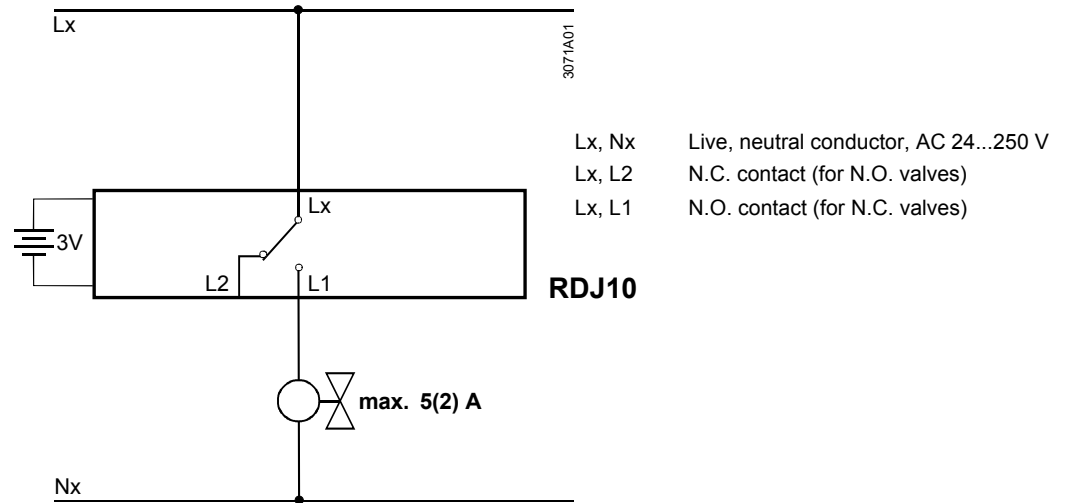 Lx
3071A01
Lx, Nx Live, neutral conductor, AC 24...250 V
Lx, L2 N.C. contact (for N.O. valves)
Lx, L1 N.O. contact (for N.C. valves)
Lx
3V
L2 L1
RDJ10
max. 5(2) A
Nx